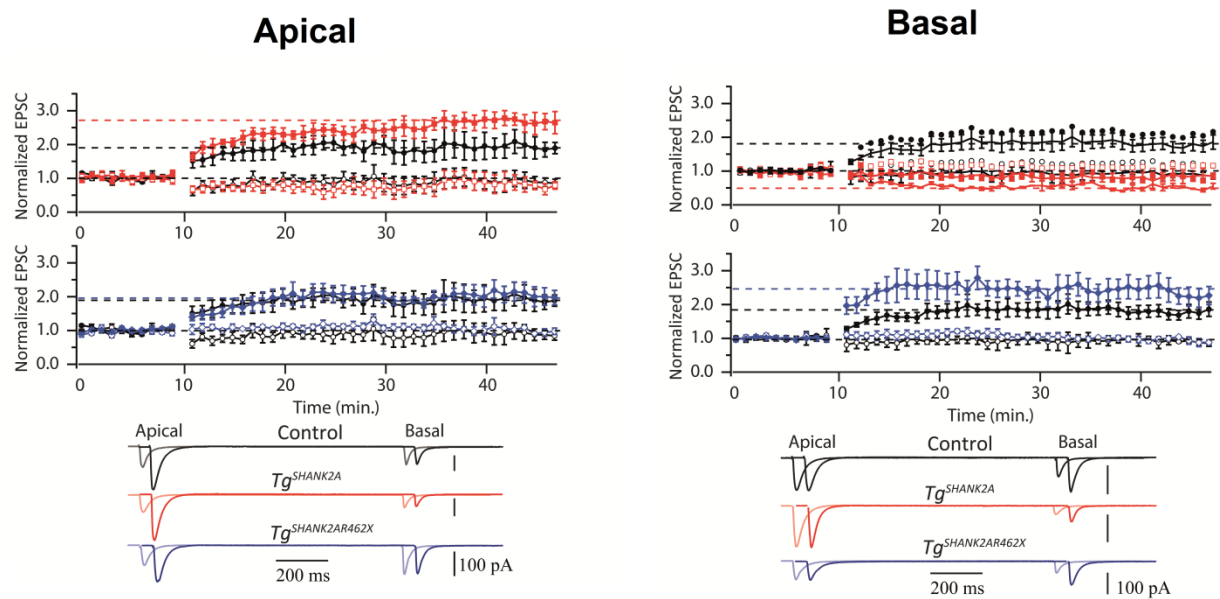 Apical
Normalized EPSC
3.0
2.0
1.0
0.0
0 10 20 30 40
Normalized EPSC
3.0
2.0
1.0
0.0
0 10 20 30 40
Time (min.)
Apical Control Basal
Tg^SHANK2A
Tg^SHANK2AR462X
200 ms
100 pA
Basal
Normalized EPSC
3.0
2.0
1.0
0.0
0 10 20 30 40
Normalized EPSC
3.0
2.0
1.0
0.0
0 10 20 30 40
Time (min.)
Apical Control Basal
Tg^SHANK2A
Tg^SHANK2AR462X
200 ms
100 pA